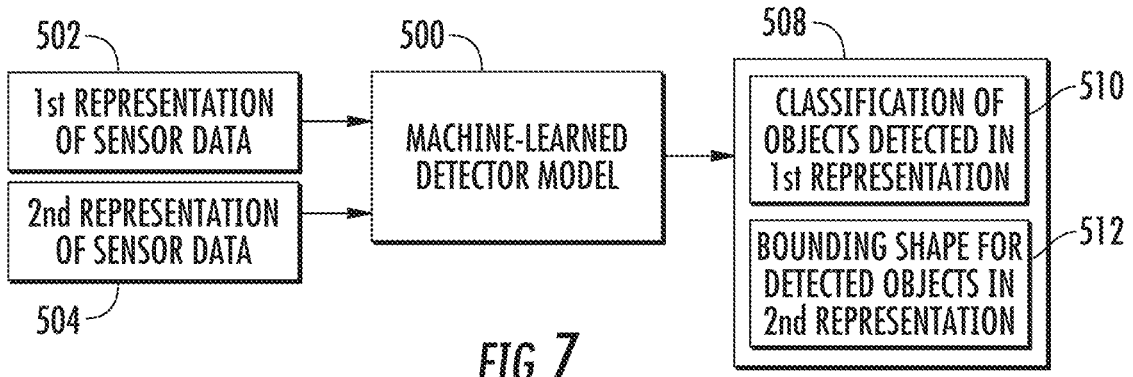 502
1st REPRESENTATION
OF SENSOR DATA
2nd REPRESENTATION
OF SENSOR DATA
504
500
MACHINE-LEARNED
DETECTOR MODEL
508
CLASSIFICATION OF
OBJECTS DETECTED IN
1st REPRESENTATION
510
BOUNDING SHAPE FOR
DETECTED OBJECTS IN
2nd REPRESENTATION
512
FIG 7